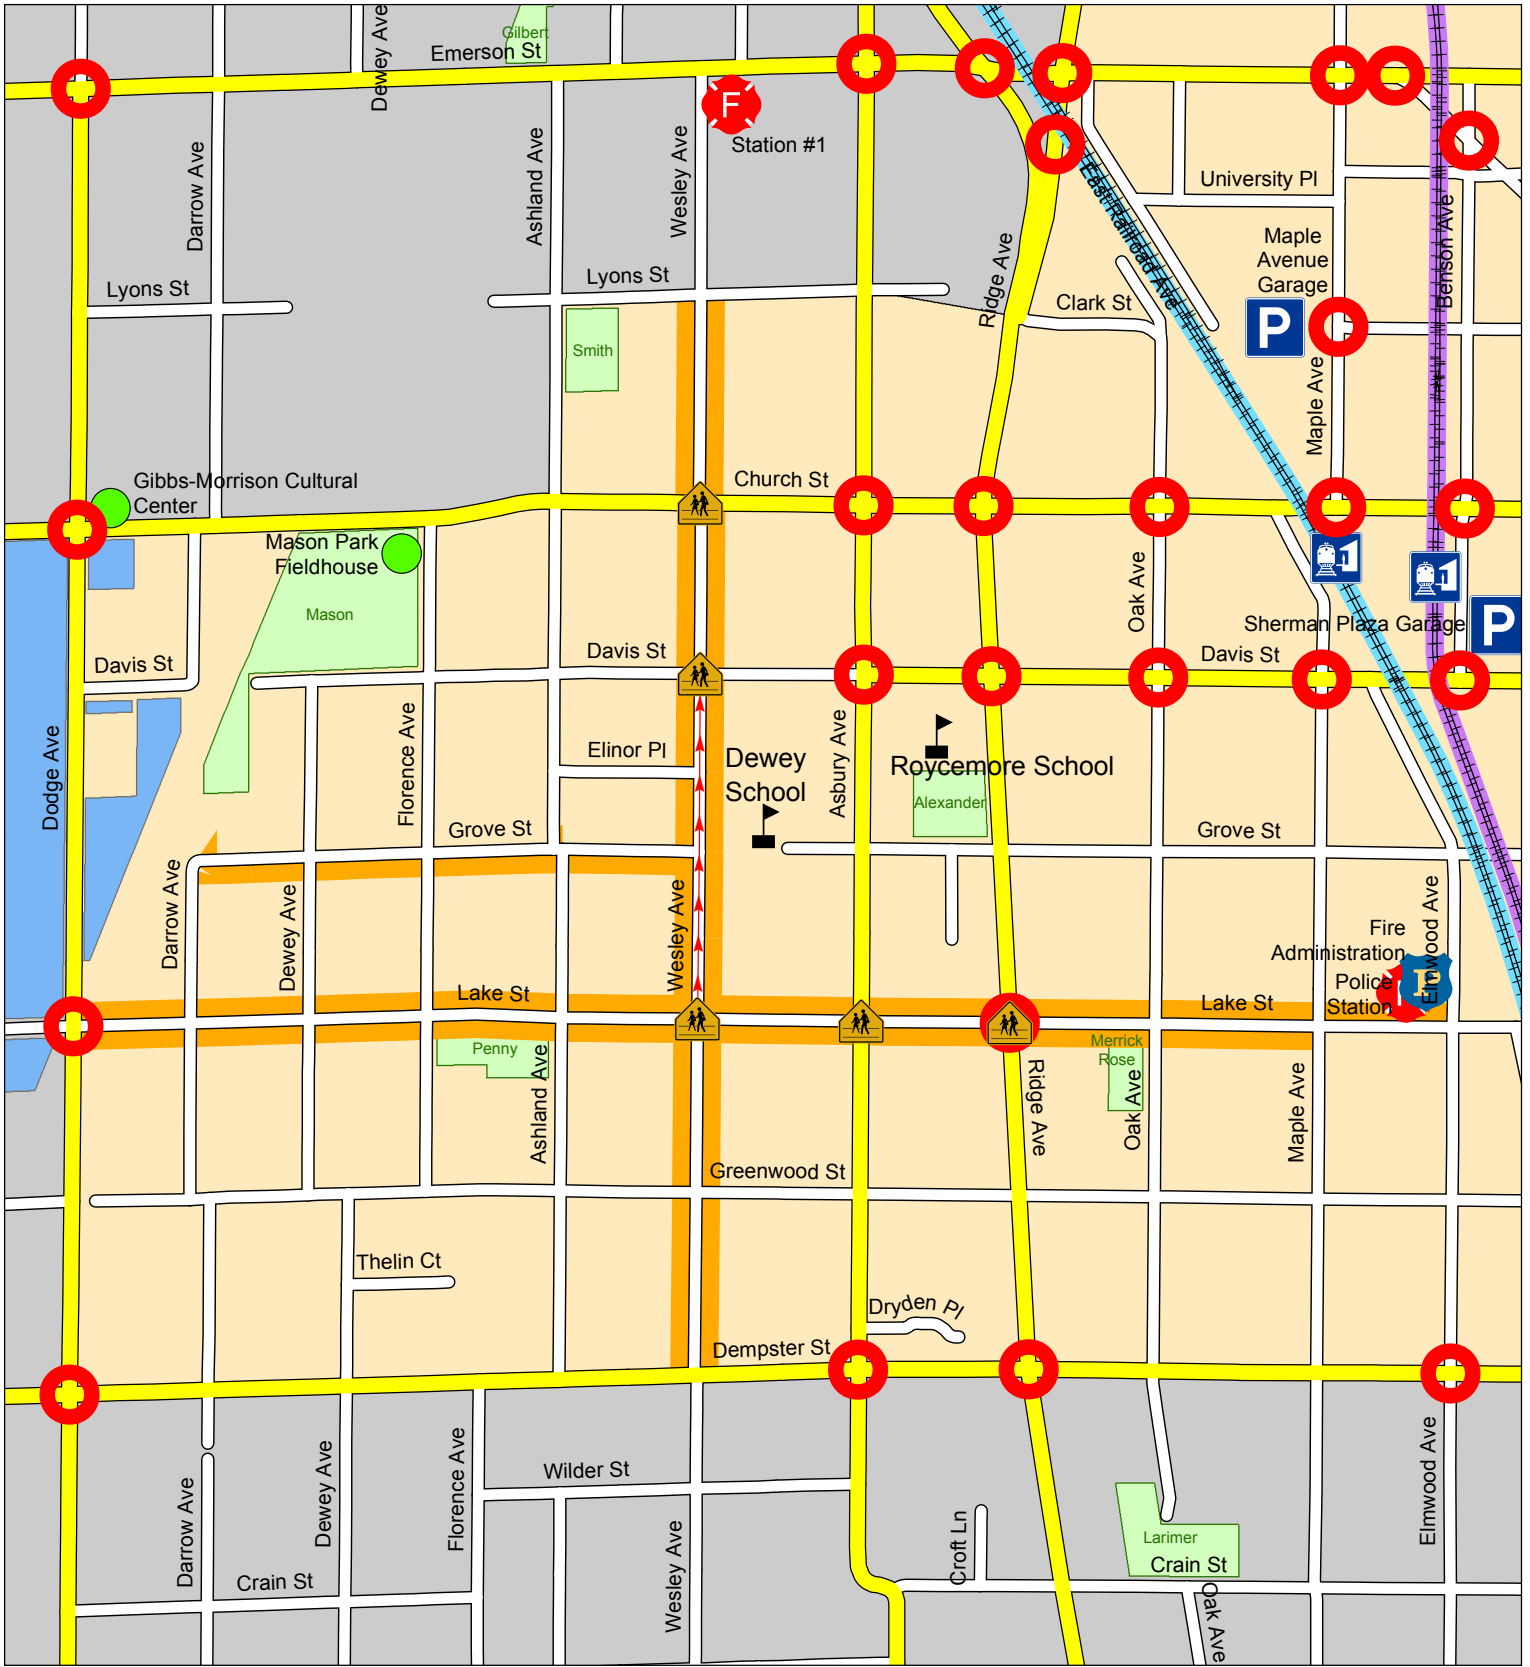 Gilbert
Dewey Ave
Emerson St
F
Station #1
Darrow Ave
Ashland Ave
Wesley Ave
University Pl
East Railroad Ave
Maple
Avenue
Garage
Benson Ave
Ridge Ave
Lyons St
Lyons St
Clark St
P
Smith
Maple Ave
Gibbs-Morrison Cultural
Center
Church St
Mason Park
Fieldhouse
Mason
Oak Ave
Sherman Plaza Garage
P
Davis St
Davis St
Davis St
Dodge Ave
Florence Ave
Elinor Pl
Dewey
School
Asbury Ave
Roycemore School
Alexander
Grove St
Grove St
Darrow Ave
Dewey Ave
Wesley Ave
Elmwood Ave
Fire
Administration
Police
Station
P
Lake St
Lake St
Penny
Ashland Ave
Merrick
Rose
Ridge Ave
Oak Ave
Maple Ave
Greenwood St
Thelin Ct
Dryden Pl
Dempster St
Darrow Ave
Dewey Ave
Florence Ave
Wilder St
Wesley Ave
Croft Ln
Larimer
Crain St
Elmwood Ave
Crain St
Oak Ave